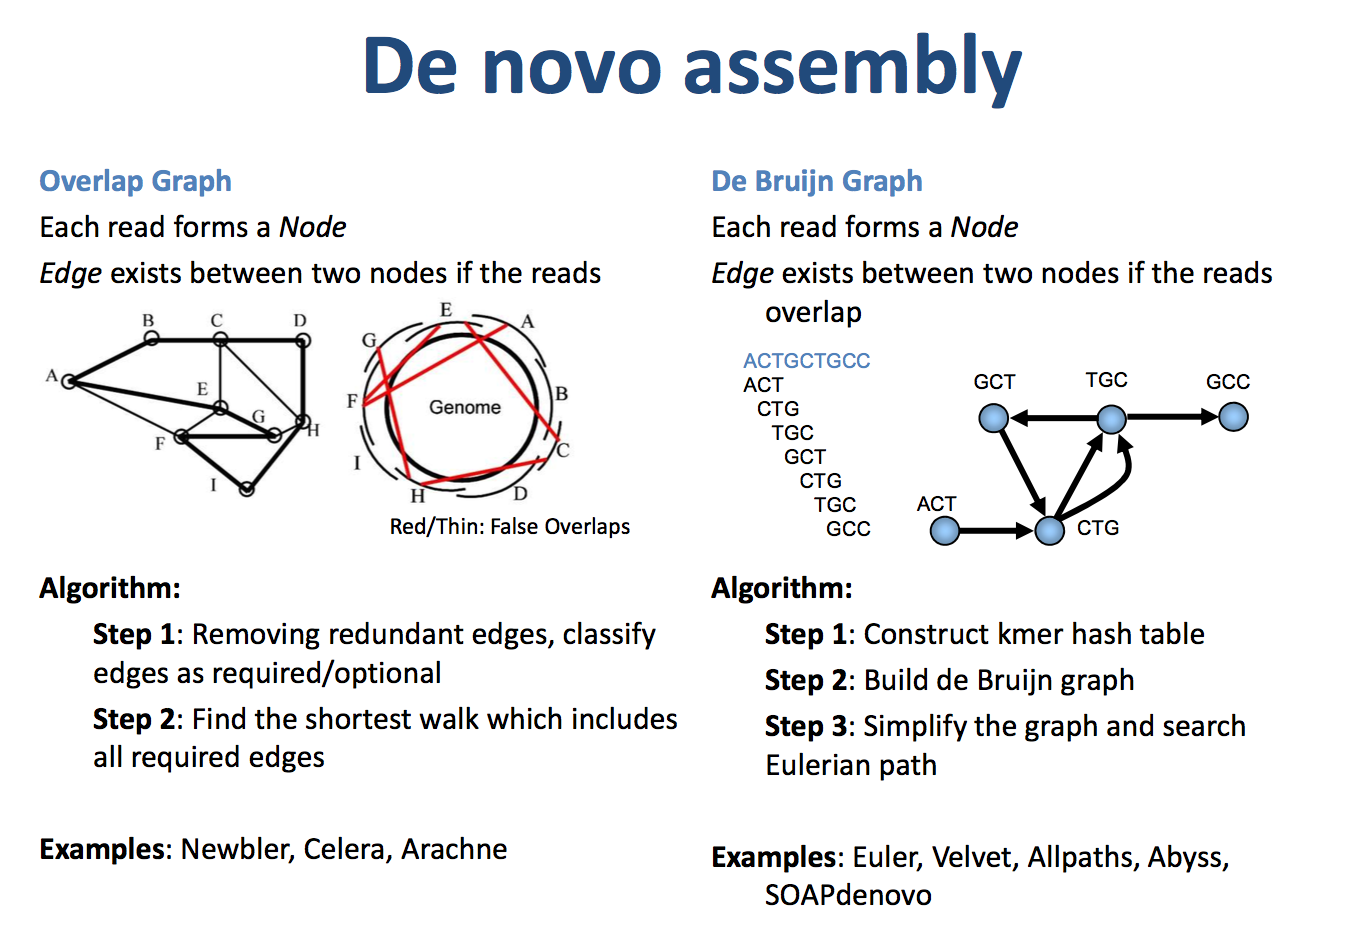 De novo assembly
Overlap Graph
Each read forms a Node
Edge exists between two nodes if the reads
B
C
D
A
E
G
F
H
I
E
A
G
B
F
Genome
C
I
H
D
Red/Thin: False Overlaps
Algorithm:
Step 1: Removing redundant edges, classify
edges as required/optional
Step 2: Find the shortest walk which includes
all required edges
Examples: Newbler, Celera, Arachne
De Bruijn Graph
Each read forms a Node
Edge exists between two nodes if the reads
overlap
ACTGCTGCC
ACT
CTG
TGC
GCT
CTG
TGC
GCC
GCT
TGC
GCC
ACT
CTG
Algorithm:
Step 1: Construct kmer hash table
Step 2: Build de Bruijn graph
Step 3: Simplify the graph and search
Eulerian path
Examples: Euler, Velvet, Allpaths, Abyss,
SOAPdenovo